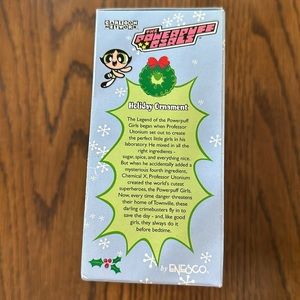 CARTOON
NETWORK
THE
POWERPUFF
GIRLS
Holiday Ornament
The Legend of the Powerpuff
Girls began when Professor
Utonium set out to create
the perfect little girls in his
laboratory. He mixed in all the
right ingredients -
sugar, spice, and everything nice.
But when he accidentally added a
mysterious fourth ingredient,
Chemical X, Professor Utonium
created the world's cutest
superheroes, the Powerpuff Girls.
Now, every time danger threatens
their home of Townsville, these
darling crimebusters fly in to
save the day - and, like good
girls, they always do it
before bedtime.
by ENESCO